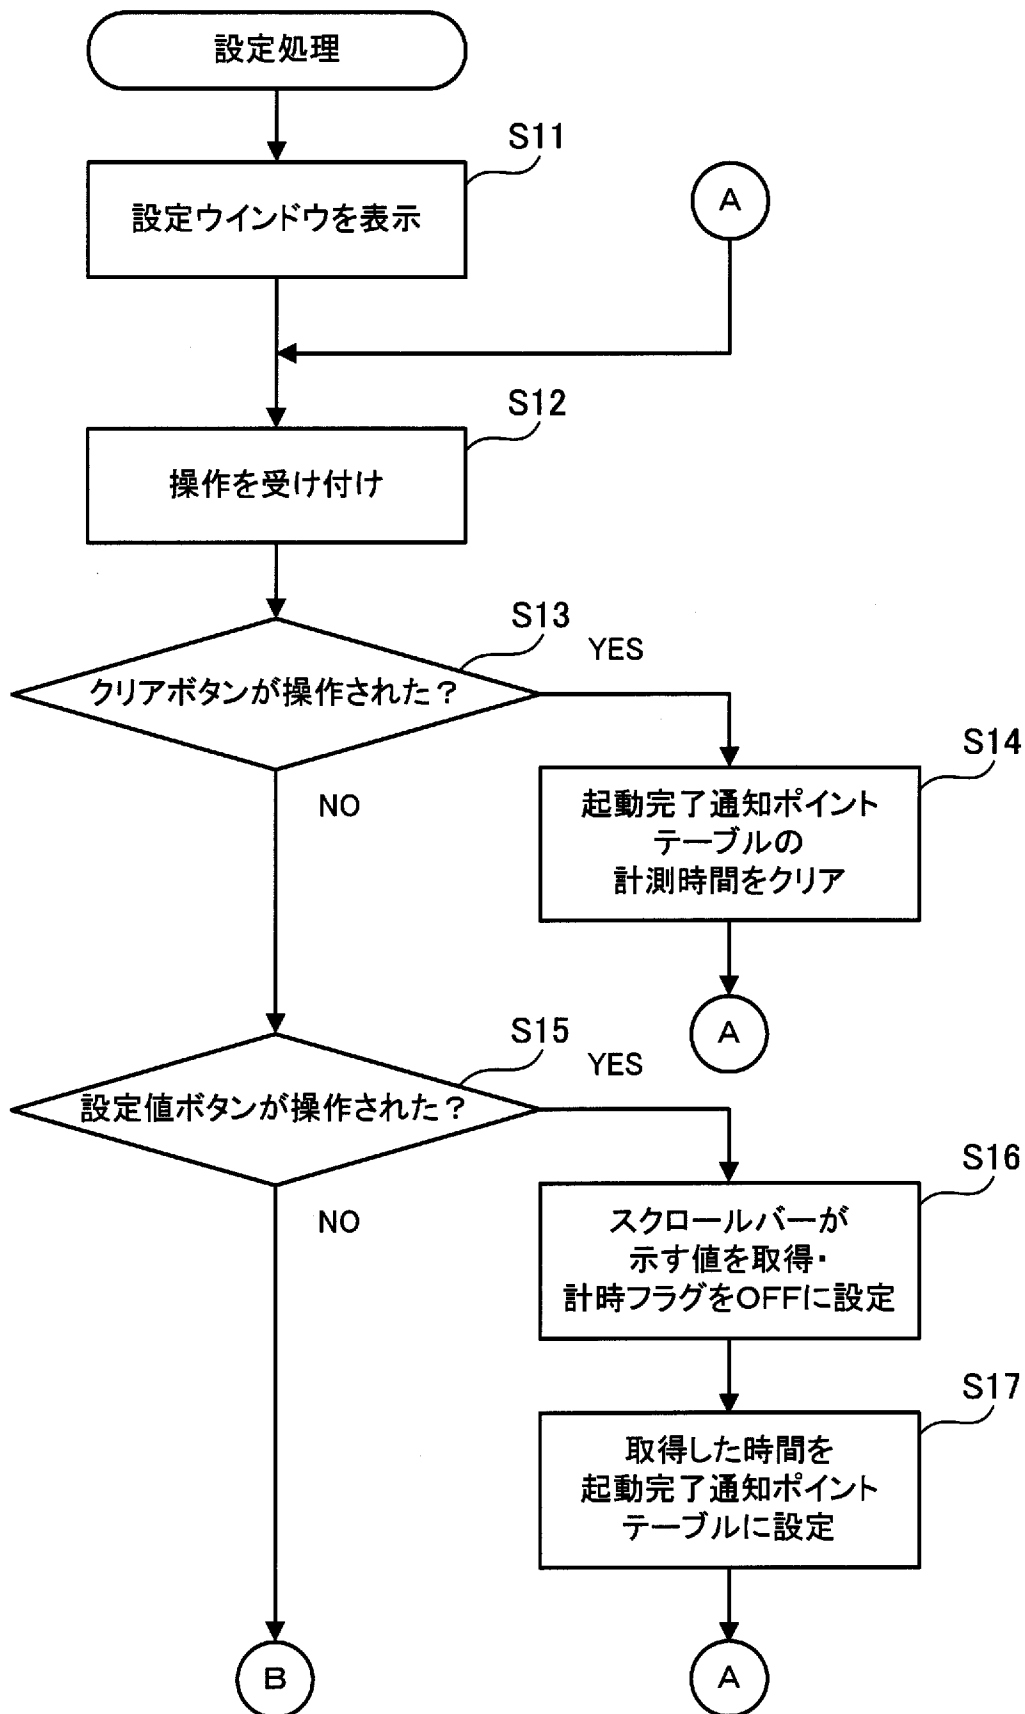 設定処理
S11
設定ウインドウを表示
A
S12
操作を受け付け
S13
クリアボタンが操作された？
YES
NO
S14
起動完了通知ポイント
テーブルの
計測時間をクリア
A
S15
設定値ボタンが操作された？
YES
NO
S16
スクロールバーが
示す値を取得・
計時フラグをOFFに設定
S17
取得した時間を
起動完了通知ポイント
テーブルに設定
B
A